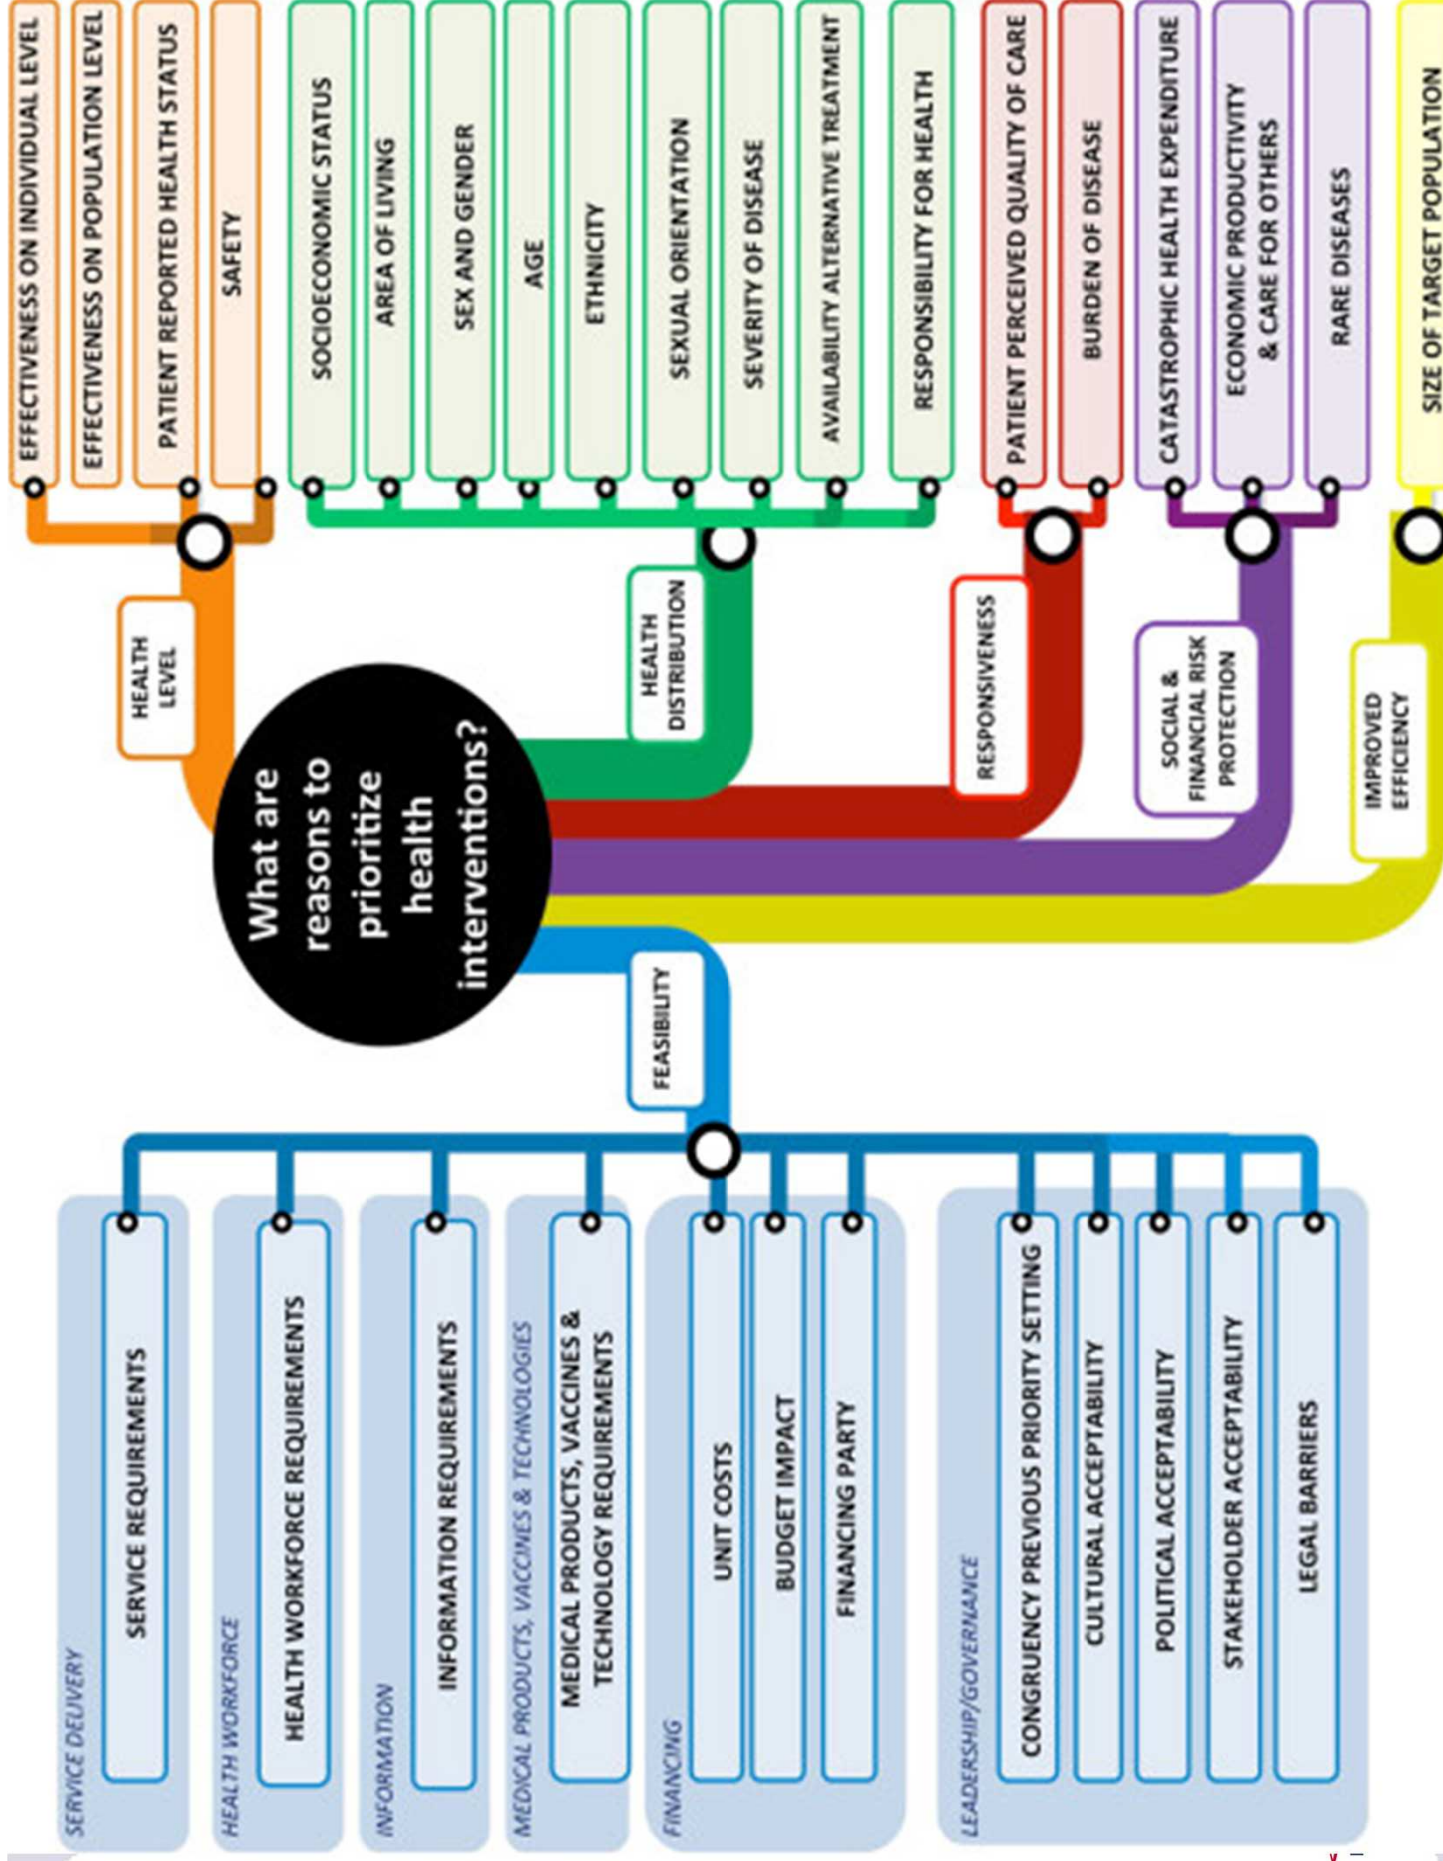 What are
reasons to
prioritize
health
interventions?
SERVICE DELIVERY
SERVICE REQUIREMENTS
HEALTH WORKFORCE
HEALTH WORKFORCE REQUIREMENTS
INFORMATION
INFORMATION REQUIREMENTS
MEDICAL PRODUCTS, VACCINES & TECHNOLOGIES
MEDICAL PRODUCTS, VACCINES &
TECHNOLOGY REQUIREMENTS
FINANCING
UNIT COSTS
BUDGET IMPACT
FINANCING PARTY
LEADERSHIP/GOVERNANCE
CONGRUENCY PREVIOUS PRIORITY SETTING
CULTURAL ACCEPTABILITY
POLITICAL ACCEPTABILITY
STAKEHOLDER ACCEPTABILITY
LEGAL BARRIERS
FEASIBILITY
HEALTH
LEVEL
EFFECTIVENESS ON INDIVIDUAL LEVEL
EFFECTIVENESS ON POPULATION LEVEL
PATIENT REPORTED HEALTH STATUS
SAFETY
HEALTH
DISTRIBUTION
SOCIOECONOMIC STATUS
AREA OF LIVING
SEX AND GENDER
AGE
ETHNICITY
SEXUAL ORIENTATION
SEVERITY OF DISEASE
AVAILABILITY ALTERNATIVE TREATMENT
RESPONSIBILITY FOR HEALTH
RESPONSIVENESS
PATIENT PERCEIVED QUALITY OF CARE
BURDEN OF DISEASE
SOCIAL &
FINANCIAL RISK
PROTECTION
CATASTROPHIC HEALTH EXPENDITURE
ECONOMIC PRODUCTIVITY
& CARE FOR OTHERS
RARE DISEASES
IMPROVED
EFFICIENCY
SIZE OF TARGET POPULATION